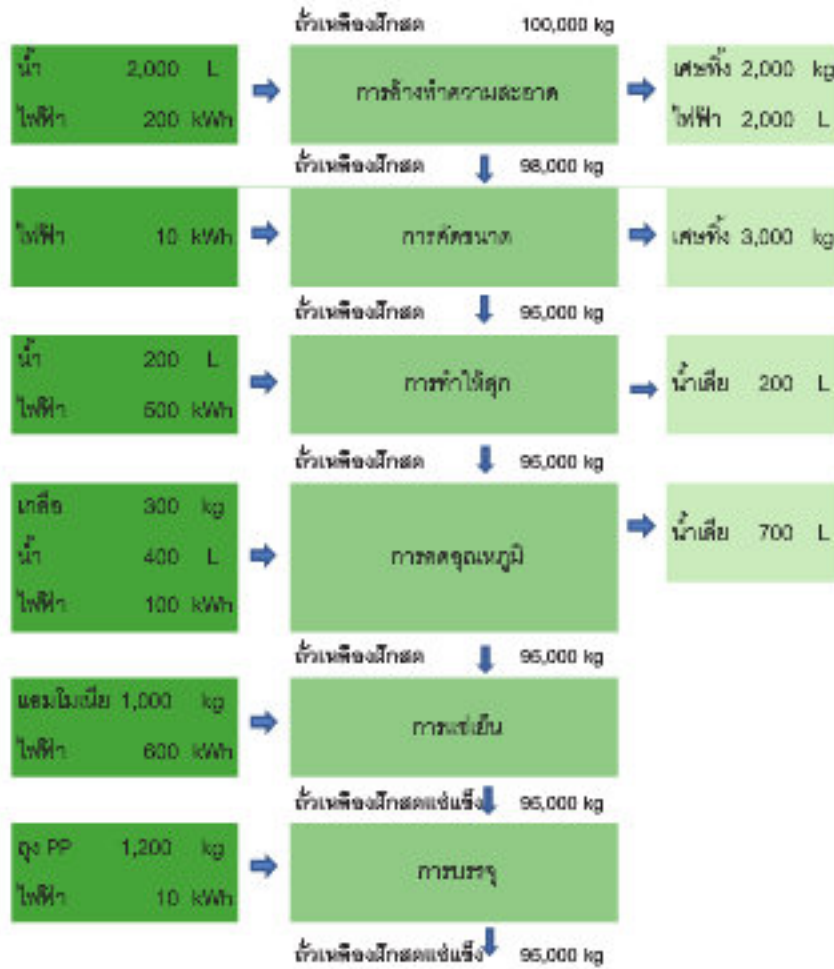 ถั่วเหลืองฝักสด 100,000 kg
น้ำ 2,000 L
ไฟฟ้า 200 kWh
การล้างทำความสะอาด
เศษทิ้ง 2,000 kg
ไฟฟ้า 2,000 L
ถั่วเหลืองฝักสด 98,000 kg
ไฟฟ้า 10 kWh
การคัดขนาด
เศษทิ้ง 3,000 kg
ถั่วเหลืองฝักสด 95,000 kg
น้ำ 200 L
ไฟฟ้า 500 kWh
การทำให้สุก
น้ำเสีย 200 L
ถั่วเหลืองฝักสด 95,000 kg
เกลือ 300 kg
น้ำ 400 L
ไฟฟ้า 100 kWh
การลดอุณหภูมิ
น้ำเสีย 700 L
ถั่วเหลืองฝักสด 95,000 kg
แอมโมเนีย 1,000 kg
ไฟฟ้า 600 kWh
การแช่เย็น
ถั่วเหลืองฝักสดแช่แข็ง 95,000 kg
ถุง PP 1,200 kg
ไฟฟ้า 10 kWh
การบรรจุ
ถั่วเหลืองฝักสดแช่แข็ง 95,000 kg